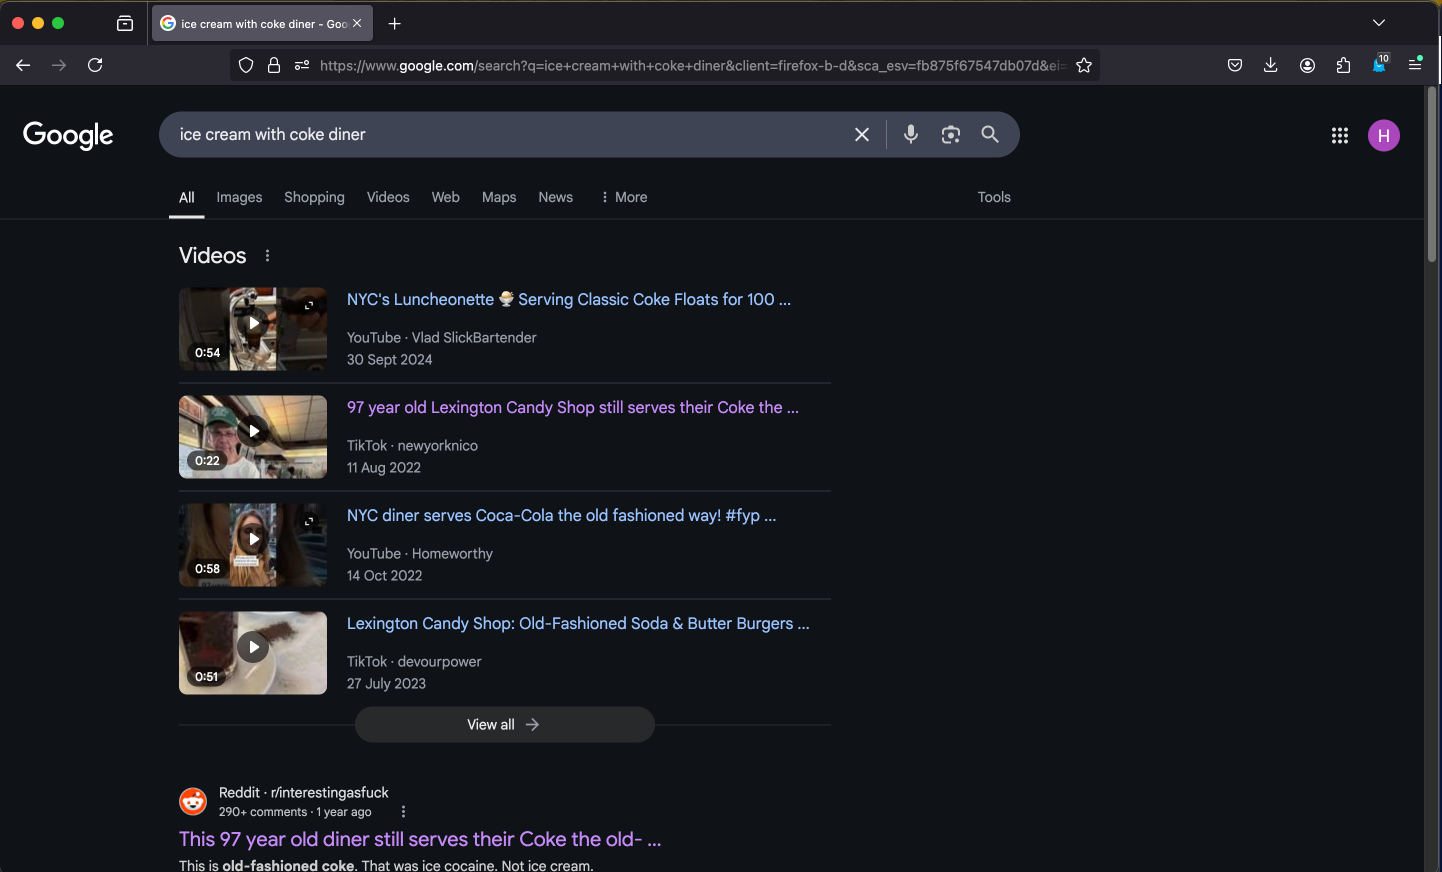 ice cream with coke diner - Goo
https://www.google.com/search?q=ice+cream+with+coke+diner&client=firefox-b-d&sca_esv=fb875f67547db07d&ei=
10
Google
ice cream with coke diner
H
All Images Shopping Videos Web Maps News More Tools
Videos
NYC's Luncheonette 🍨 Serving Classic Coke Floats for 100 ...
YouTube · Vlad SlickBartender
0:54
30 Sept 2024
97 year old Lexington Candy Shop still serves their Coke the ...
TikTok · newyorknico
0:22
11 Aug 2022
NYC diner serves Coca-Cola the old fashioned way! #fyp ...
YouTube · Homeworthy
0:58
14 Oct 2022
Lexington Candy Shop: Old-Fashioned Soda & Butter Burgers ...
TikTok · devourpower
0:51
27 July 2023
View all
Reddit · r/interestingasfuck
290+ comments · 1 year ago
This 97 year old diner still serves their Coke the old- ...
This is old-fashioned coke. That was ice cocaine. Not ice cream.